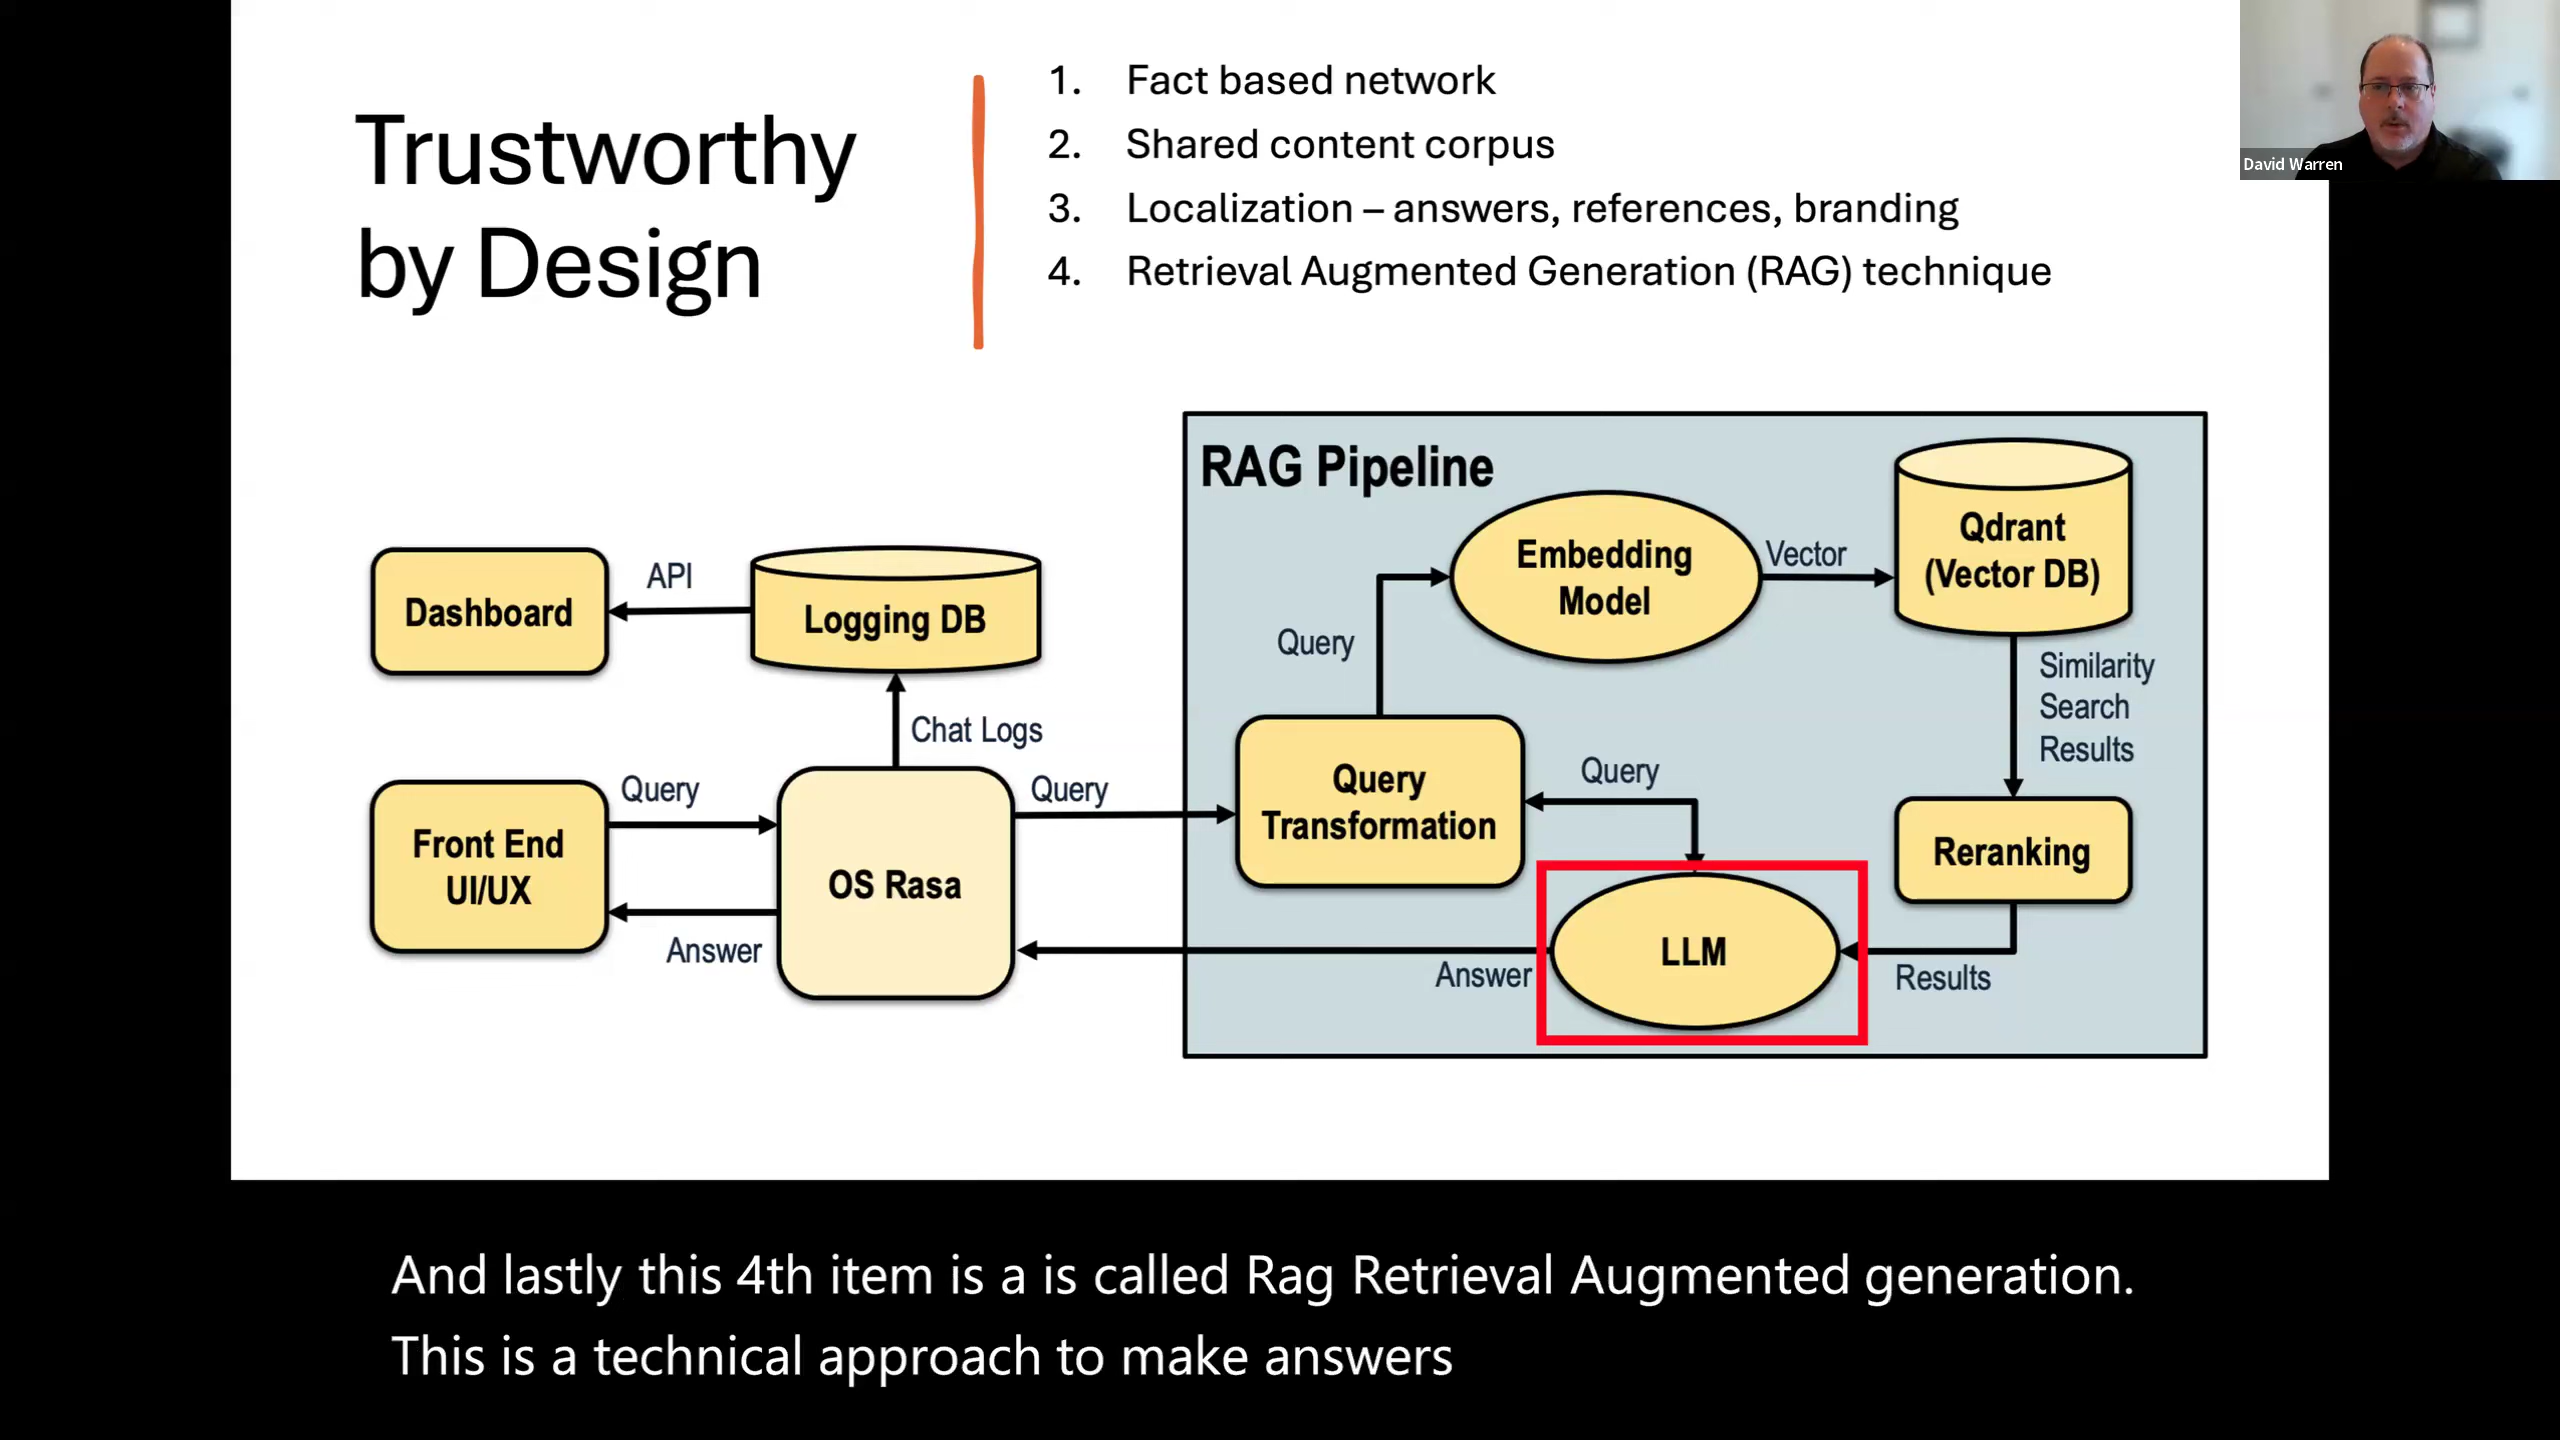 Trustworthy
by Design
1. Fact based network
2. Shared content corpus
3. Localization – answers, references, branding
4. Retrieval Augmented Generation (RAG) technique
David Warren
RAG Pipeline
Embedding
Model
Vector
Qdrant
(Vector DB)
Dashboard
API
Logging DB
Query
Similarity
Search
Results
Chat Logs
Query
Transformation
Query
Front End
UI/UX
Query
OS Rasa
Query
Reranking
Answer
LLM
Answer
Results
And lastly this 4th item is a is called Rag Retrieval Augmented generation.
This is a technical approach to make answers